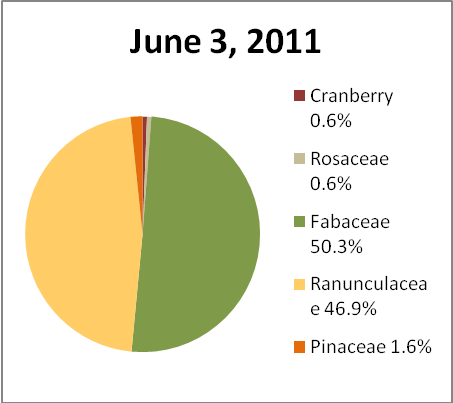 June 3, 2011
Cranberry
0.6%
Rosaceae
0.6%
Fabaceae
50.3%
Ranunculacea
e 46.9%
Pinaceae 1.6%